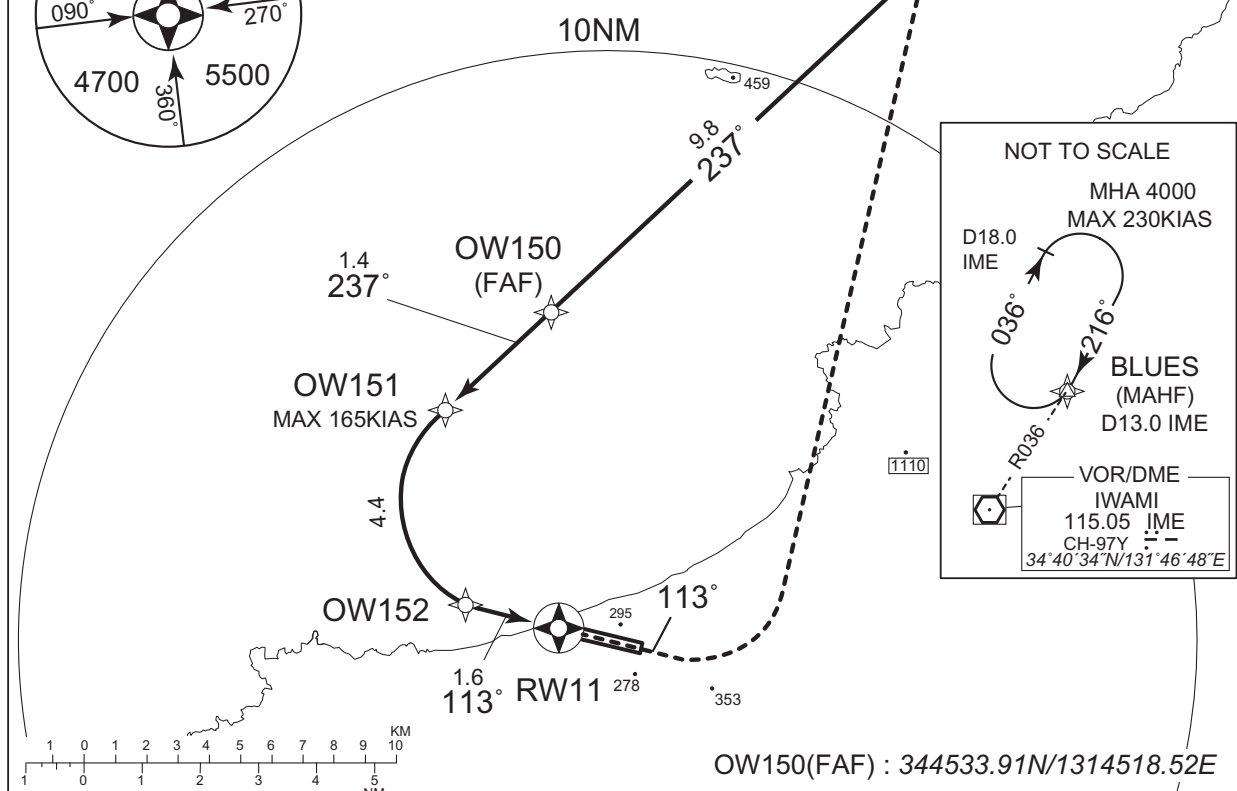 090°
270°
4700
5500
360°
10NM
459
9.8
237°
OW150
(FAF)
1.4
237°
OW151
MAX 165KIAS
4.4
OW152
1.6
113°
RW11
295
278
353
113°
1110
NOT TO SCALE
MHA 4000
MAX 230KIAS
D18.0
IME
036°
216°
BLUES
(MAHF)
D13.0 IME
R036
VOR/DME
IWAMI
115.05 IME
CH-97Y
34°40´34˝N/131°46´48˝E
KM
1 0 1 2 3 4 5 6 7 8 9 10
1 0 1 2 3 4 5
NM
OW150(FAF) : 344533.91N/1314518.52E